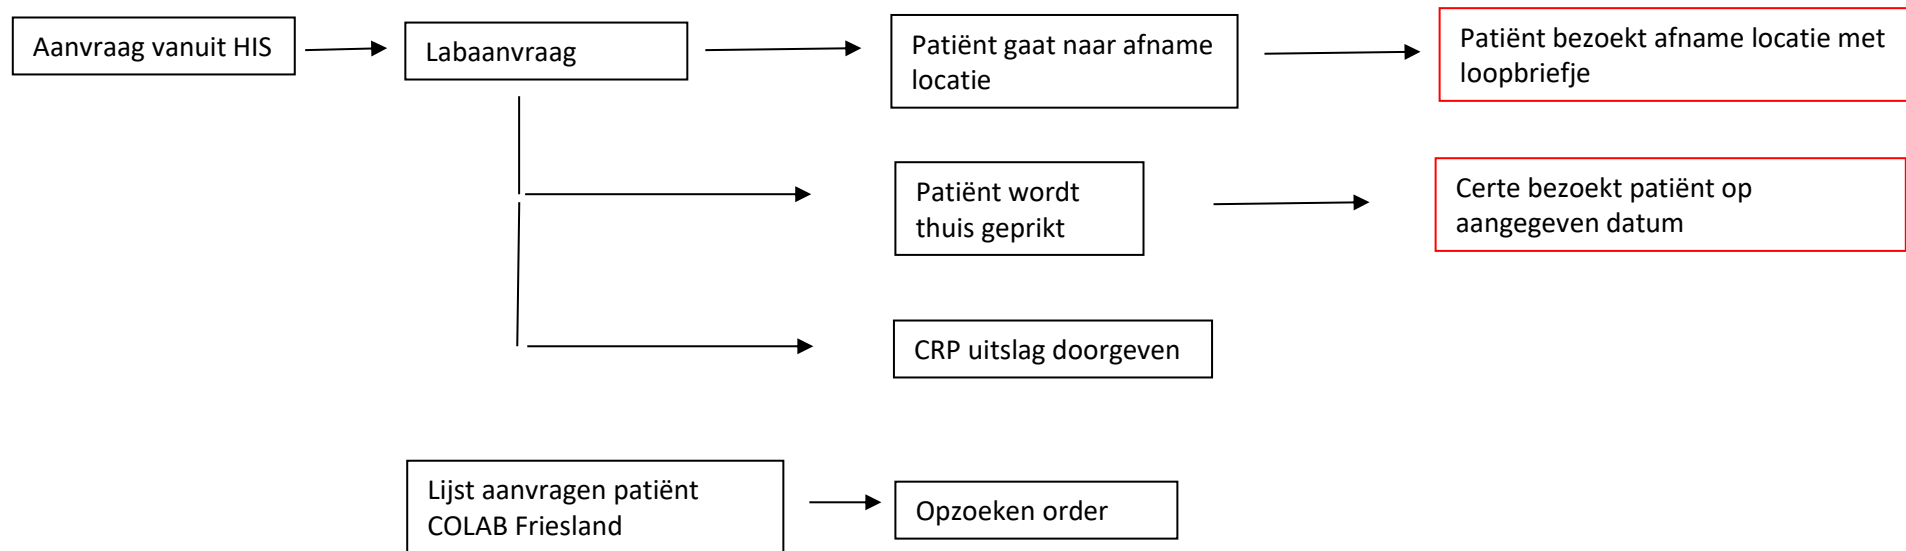 Aanvraag vanuit HIS
Labaanvraag
Patiënt gaat naar afname
locatie
Patiënt bezoekt afname locatie met
loopbriefje
Patiënt wordt
thuis geprikt
Certe bezoekt patiënt op
aangegeven datum
CRP uitslag doorgeven
Lijst aanvragen patiënt
COLAB Friesland
Opzoeken order